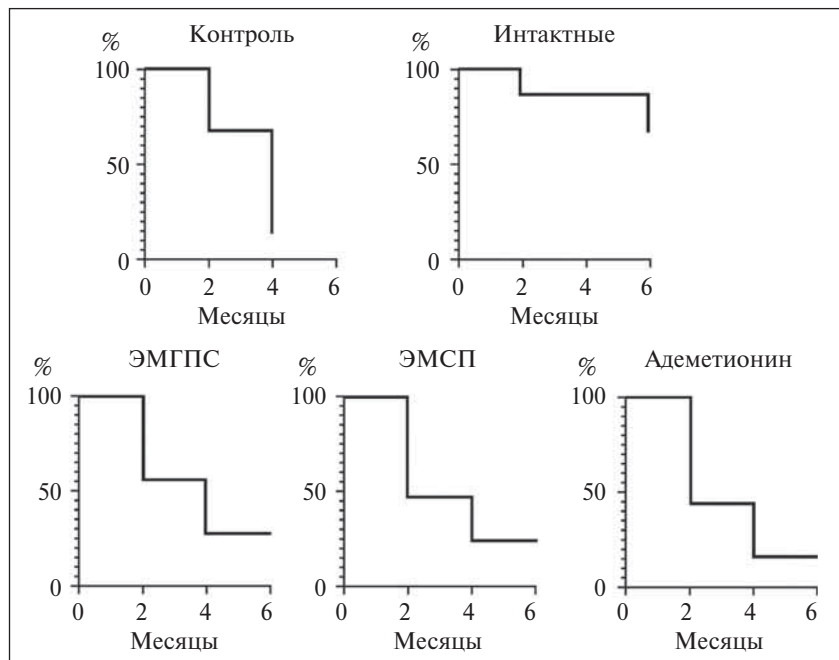 % Контроль
100
50
0
0 2 4 6
Месяцы
% Интактные
100
50
0
0 2 4 6
Месяцы
% ЭМГПС
100
50
0
0 2 4 6
Месяцы
% ЭМСП
100
50
0
0 2 4 6
Месяцы
% Адеметионин
100
50
0
0 2 4 6
Месяцы